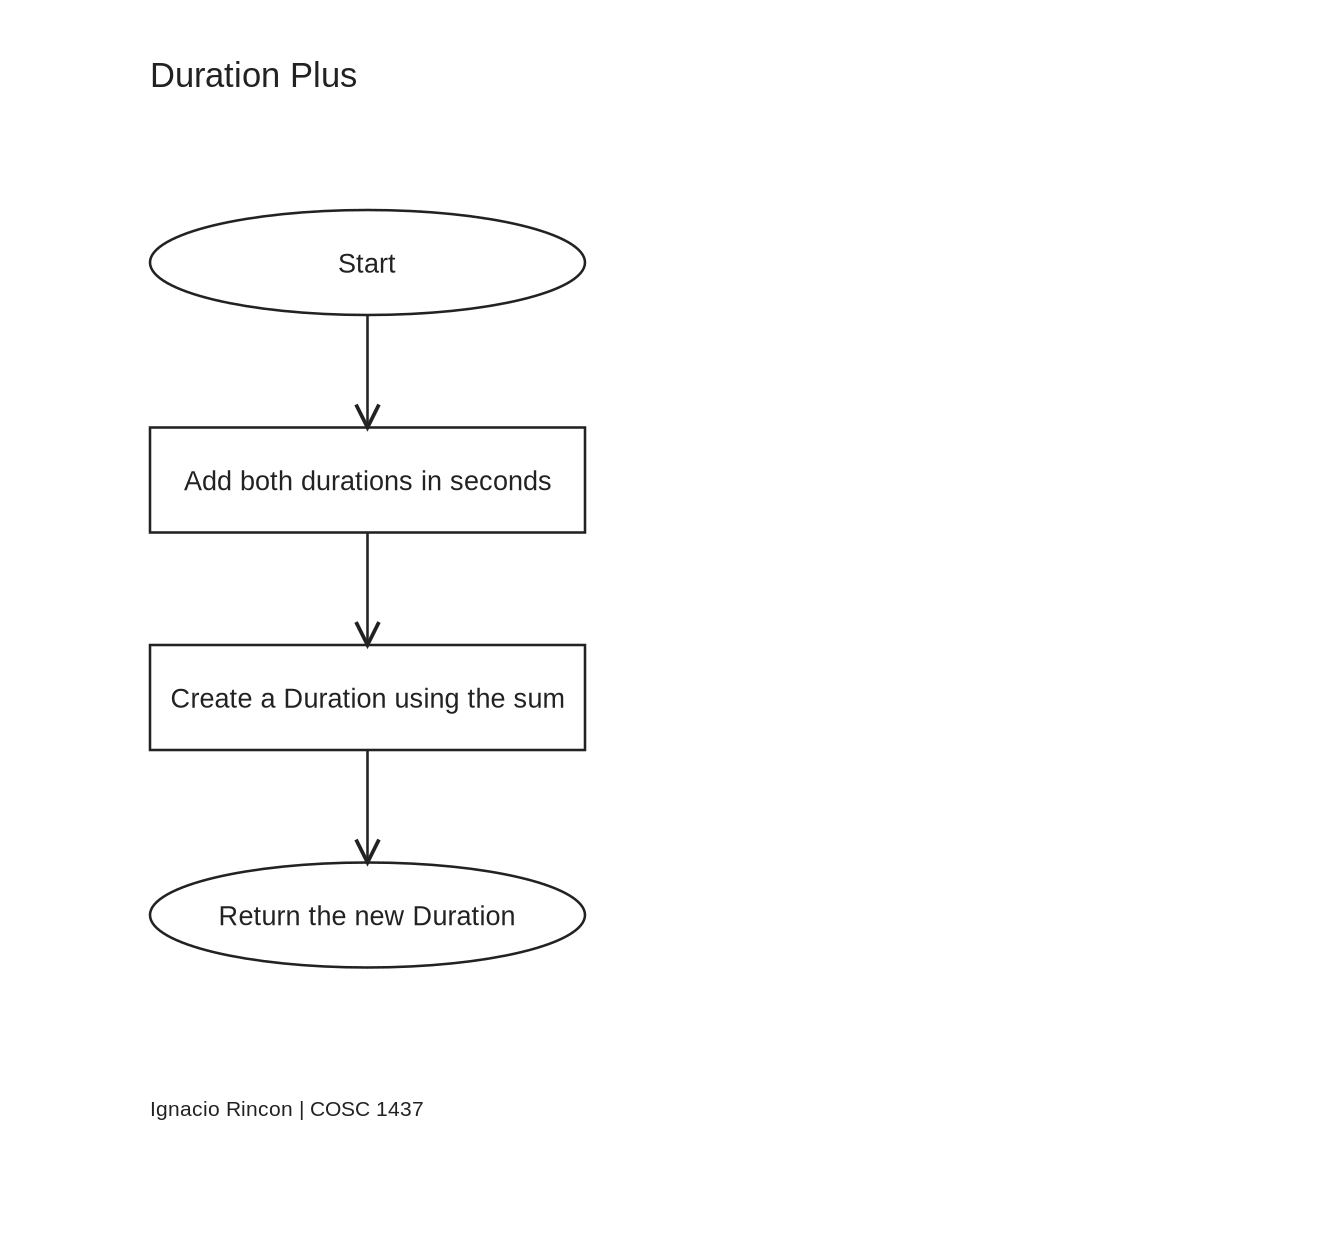 Duration Plus
Start
Add both durations in seconds
Create a Duration using the sum
Return the new Duration
Ignacio Rincon | COSC 1437